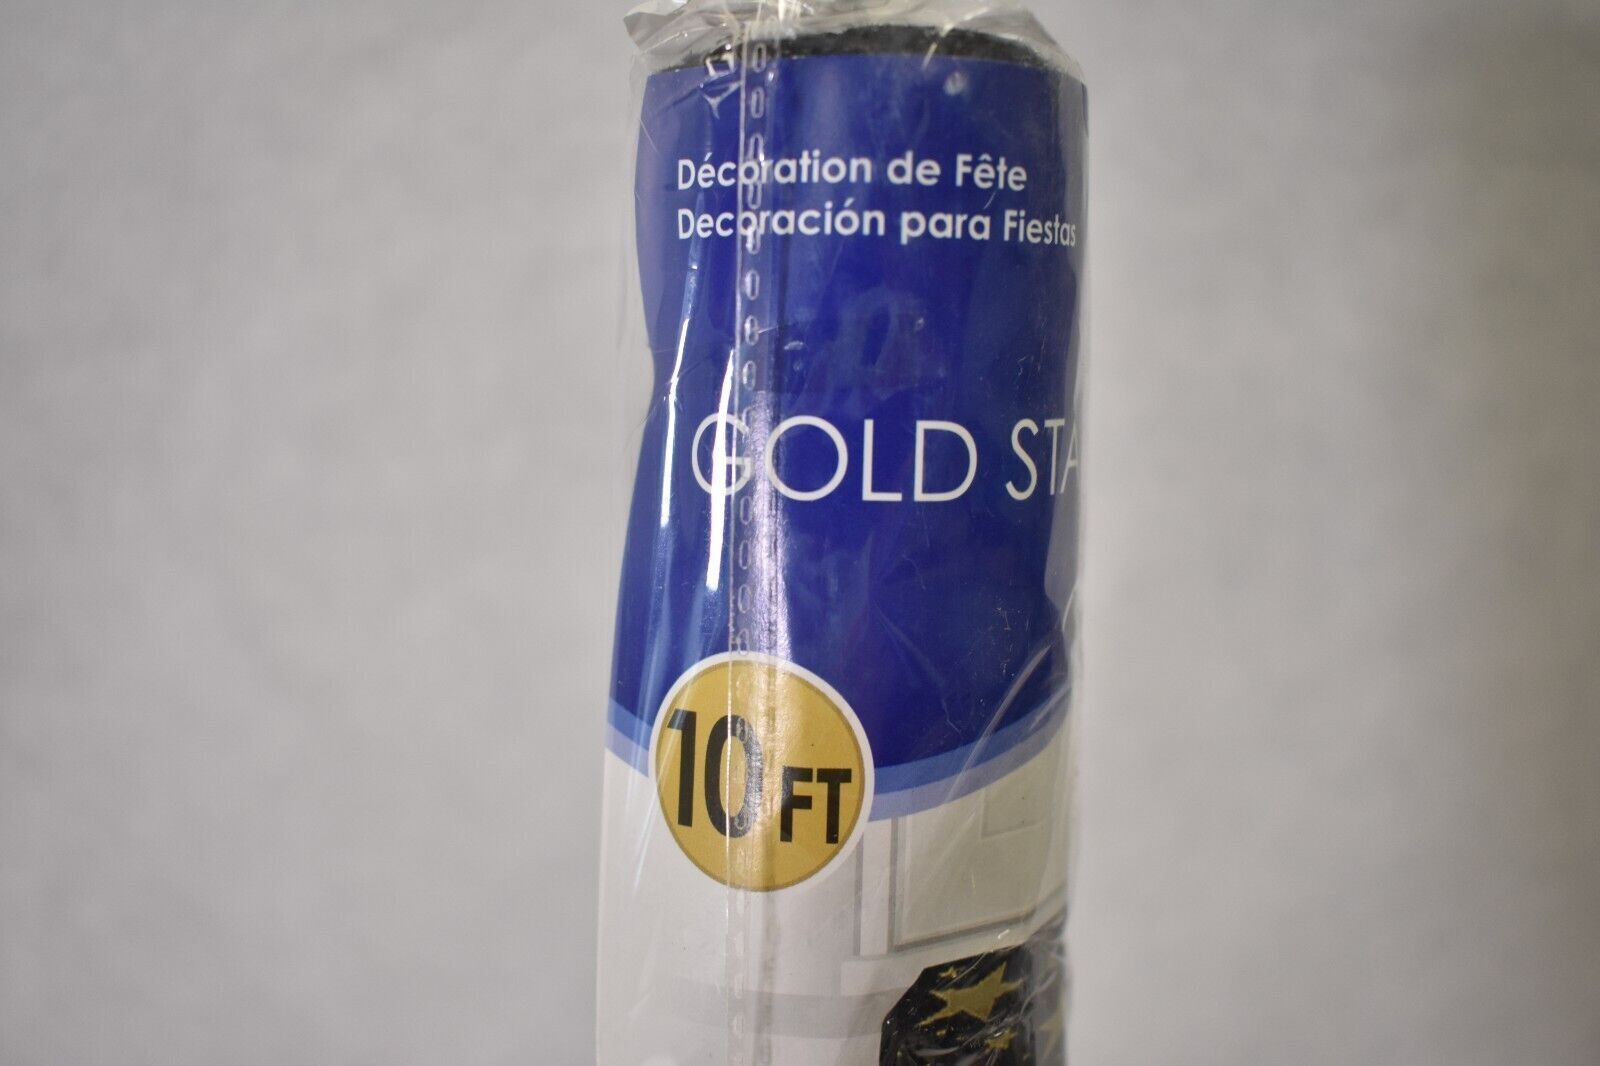 Décoration de Fête
Decoración para Fiestas
GOLD STA
10 FT